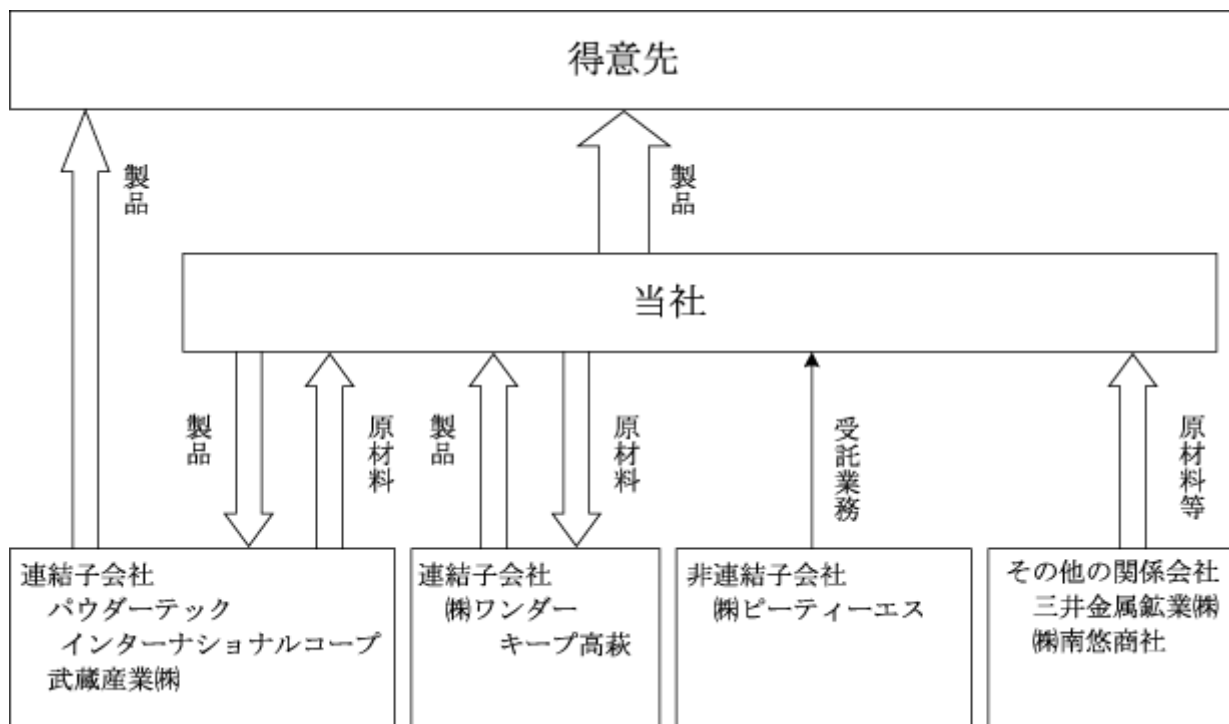 得意先
製品
製品
当社
製品
原材料
製品
原材料
受託業務
原材料等
連結子会社
パウダーテック
インターナショナルコープ
武蔵産業㈱
連結子会社
㈱ワンダー
キープ高萩
非連結子会社
㈱ピーティーエス
その他の関係会社
三井金属鉱業㈱
㈱南悠商社